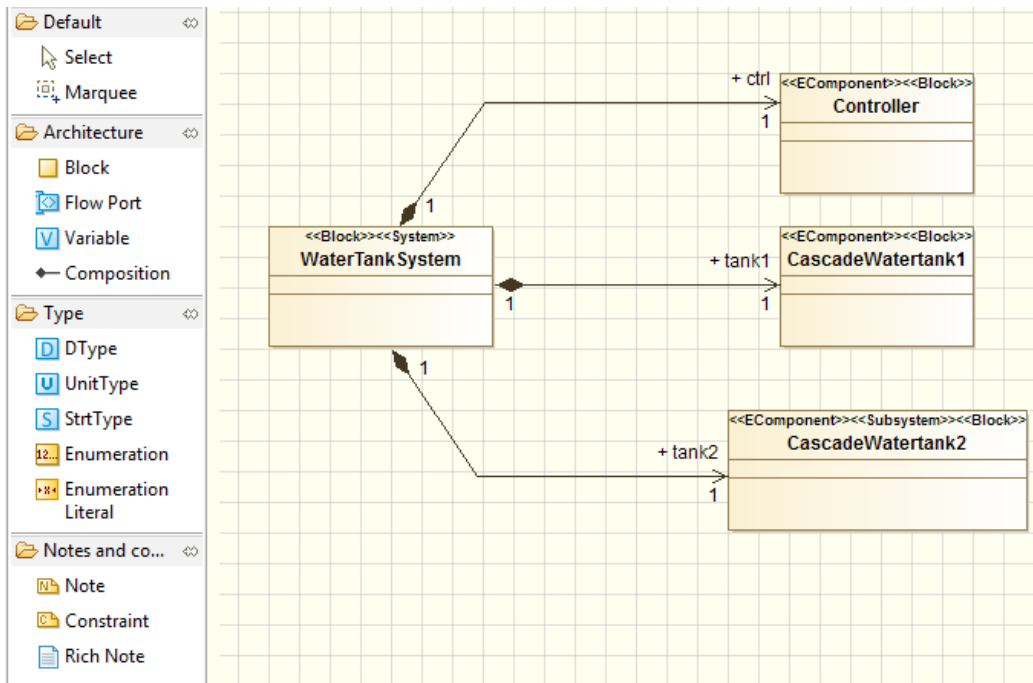 Default
Select
Marquee
Architecture
Block
Flow Port
Variable
Composition
Type
D DType
U UnitType
S StrtType
12... Enumeration
Enumeration
Literal
Notes and co...
N Note
C Constraint
Rich Note
+ ctrl
1
1
<<EComponent>><<Block>>
Controller
<<Block>><<System>>
WaterTankSystem
+ tank1
1
1
<<EComponent>><<Block>>
CascadeWatertank1
1
+ tank2
1
<<EComponent>><<Subsystem>><<Block>>
CascadeWatertank2